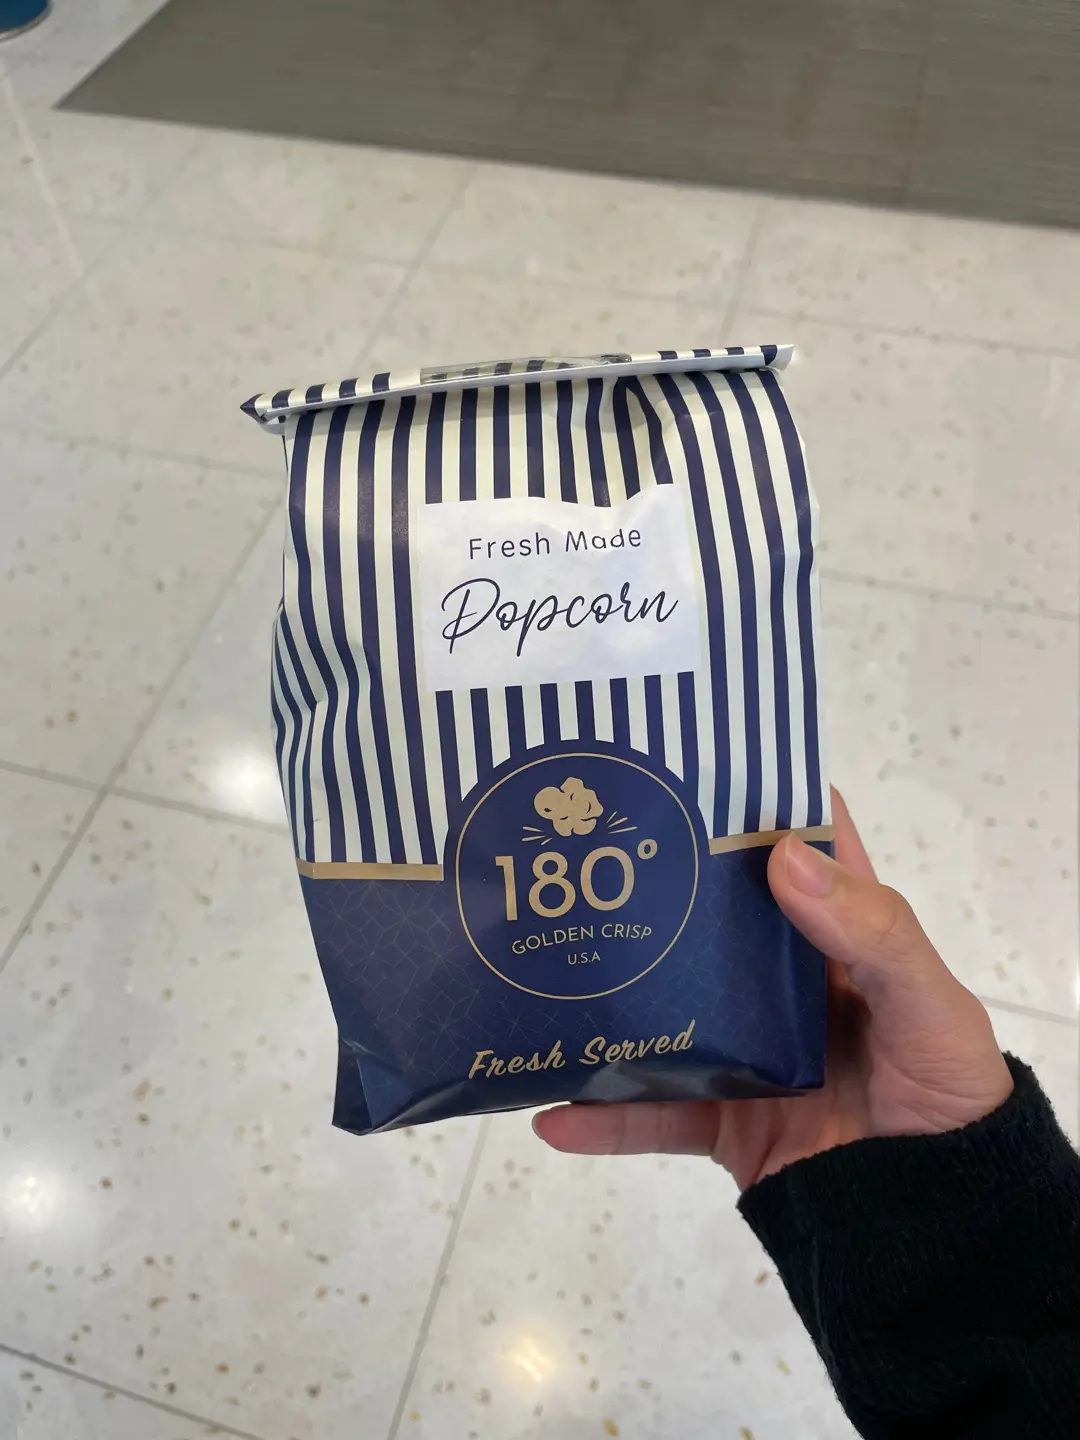 Fresh Made
Popcorn
180°
GOLDEN CRISP
U.S.A
Fresh Served